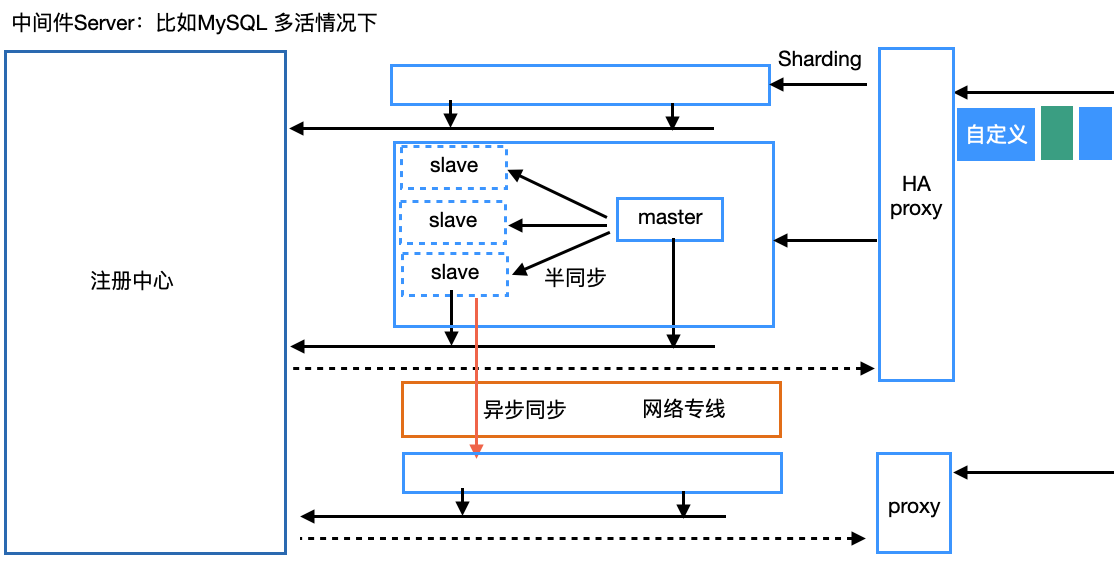 中间件Server：比如MySQL 多活情况下
Sharding
自定义
slave
HA
proxy
slave
master
slave
半同步
注册中心
异步同步
网络专线
proxy